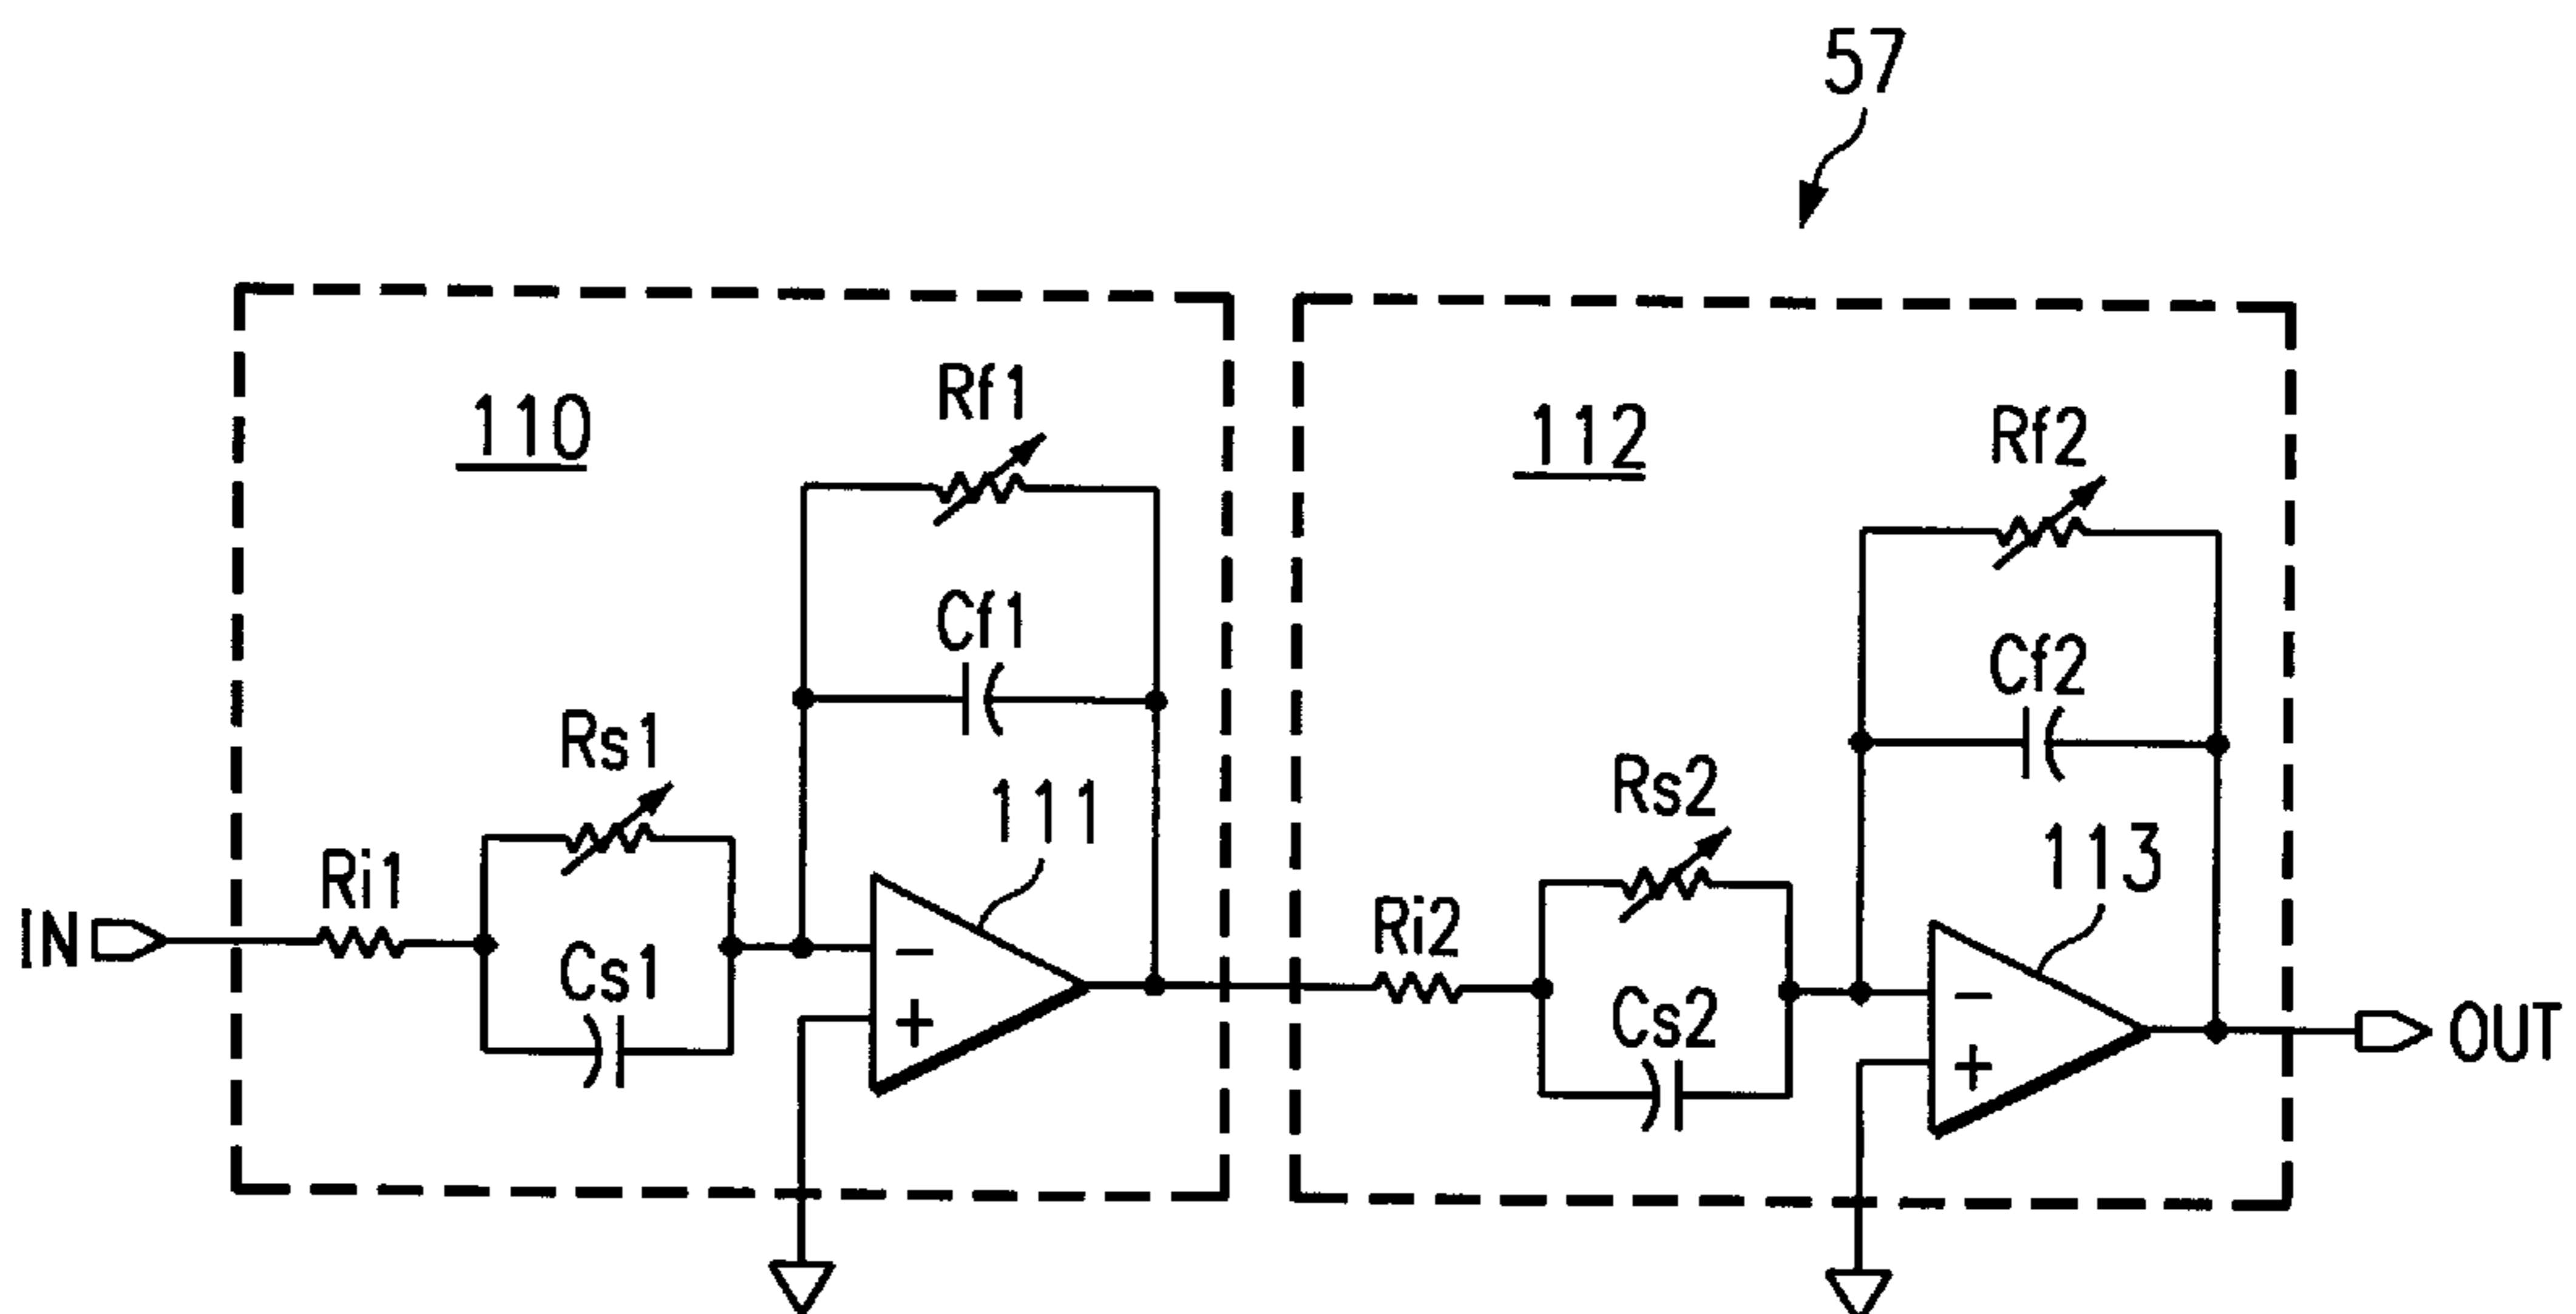 57
110
Rf1
112
Rf2
Cf1
Cf2
Rs1
111
Rs2
113
Ri1
IN
Cs1
Ri2
Cs2
−
+
−
+
OUT